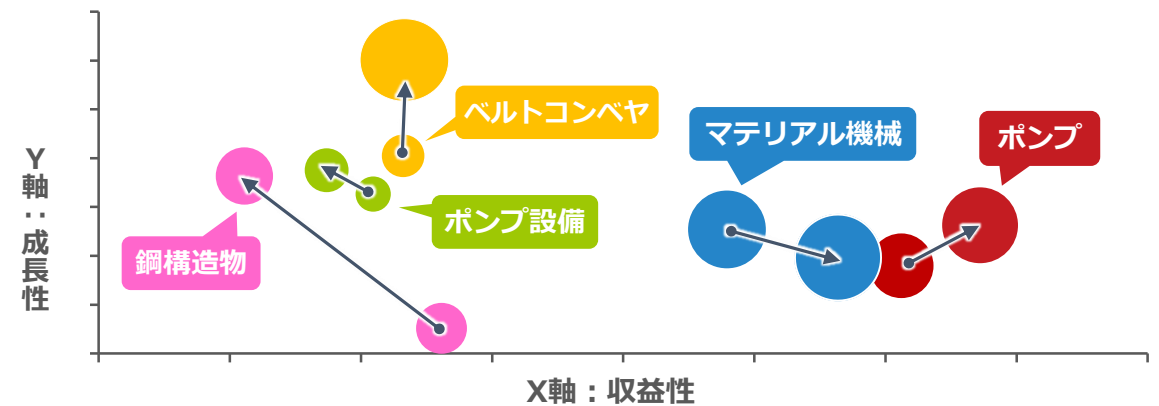 ベルトコンベヤ
マテリアル機械
ポンプ
ポンプ設備
鋼構造物
Y軸：成長性
X軸：収益性